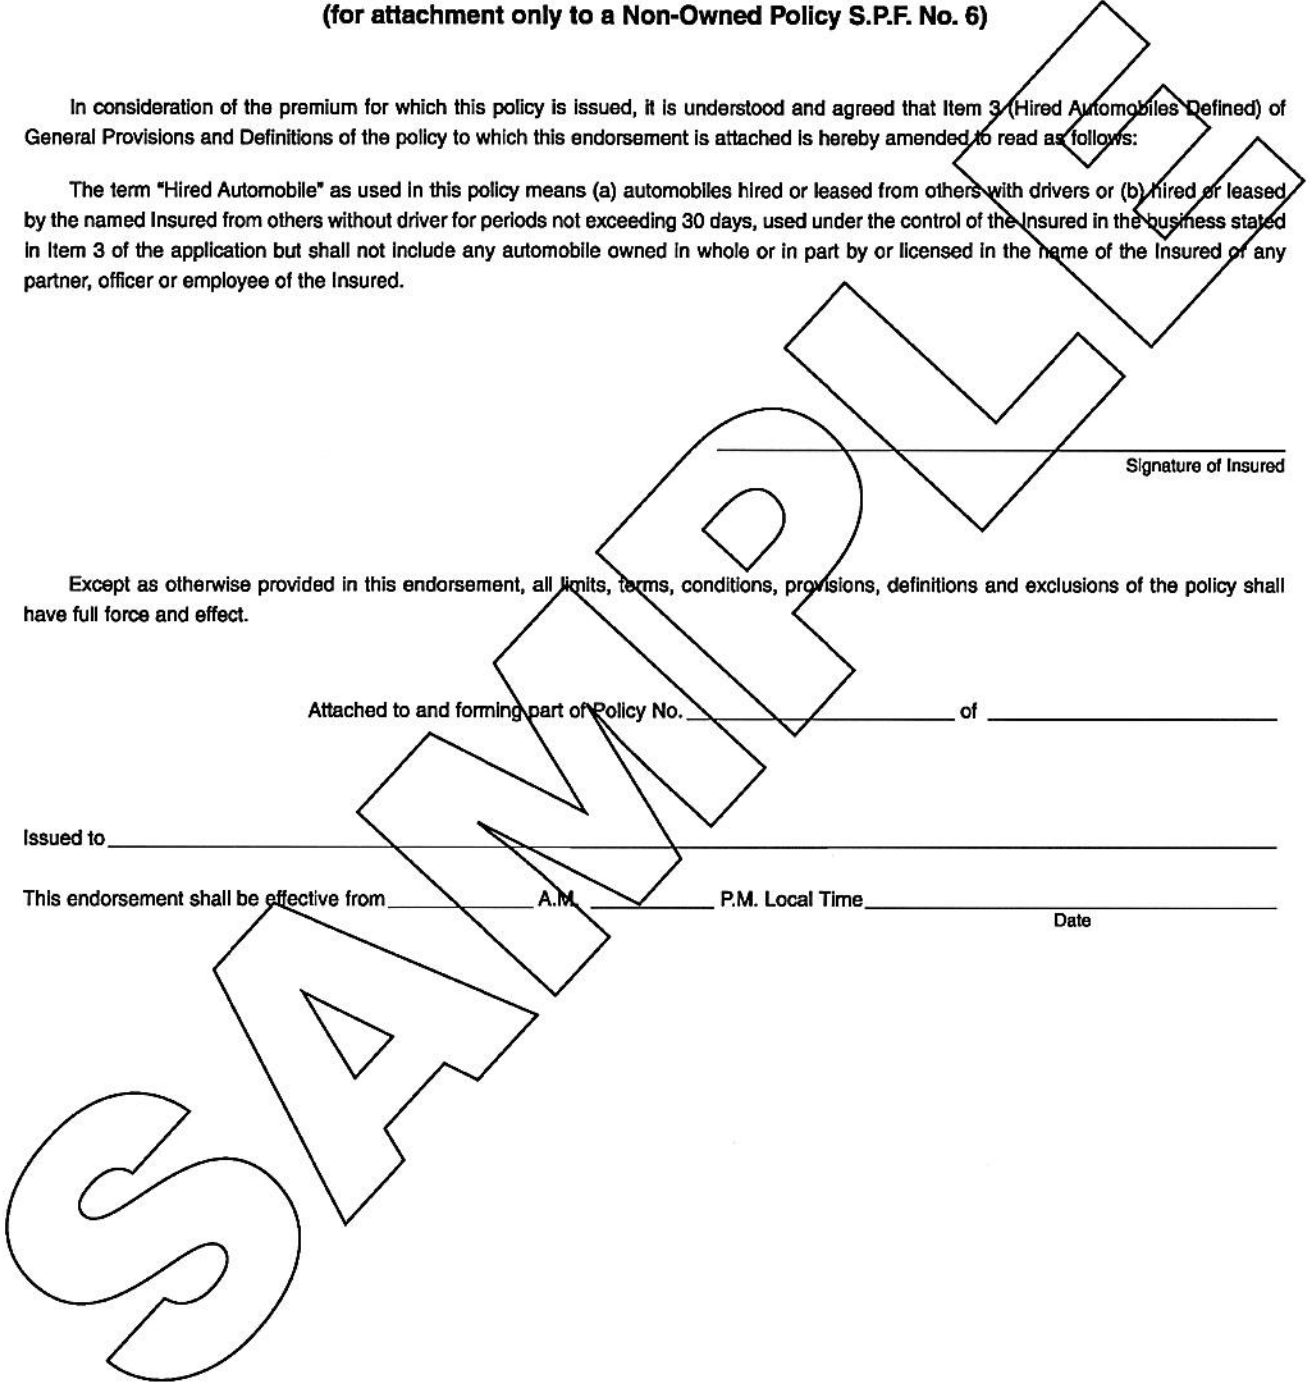 (for attachment only to a Non-Owned Policy S.P.F. No. 6)
In consideration of the premium for which this policy is issued, it is understood and agreed that Item 3 (Hired Automobiles Defined) of
General Provisions and Definitions of the policy to which this endorsement is attached is hereby amended to read as follows:
The term "Hired Automobile" as used in this policy means (a) automobiles hired or leased from others with drivers or (b) hired or leased
by the named Insured from others without driver for periods not exceeding 30 days, used under the control of the Insured in the business stated
in Item 3 of the application but shall not include any automobile owned in whole or in part by or licensed in the name of the Insured or any
partner, officer or employee of the Insured.
Signature of Insured
Except as otherwise provided in this endorsement, all limits, terms, conditions, provisions, definitions and exclusions of the policy shall
have full force and effect.
Attached to and forming part of Policy No. of
Issued to
This endorsement shall be effective from A.M. P.M. Local Time
Date
SAMPLE